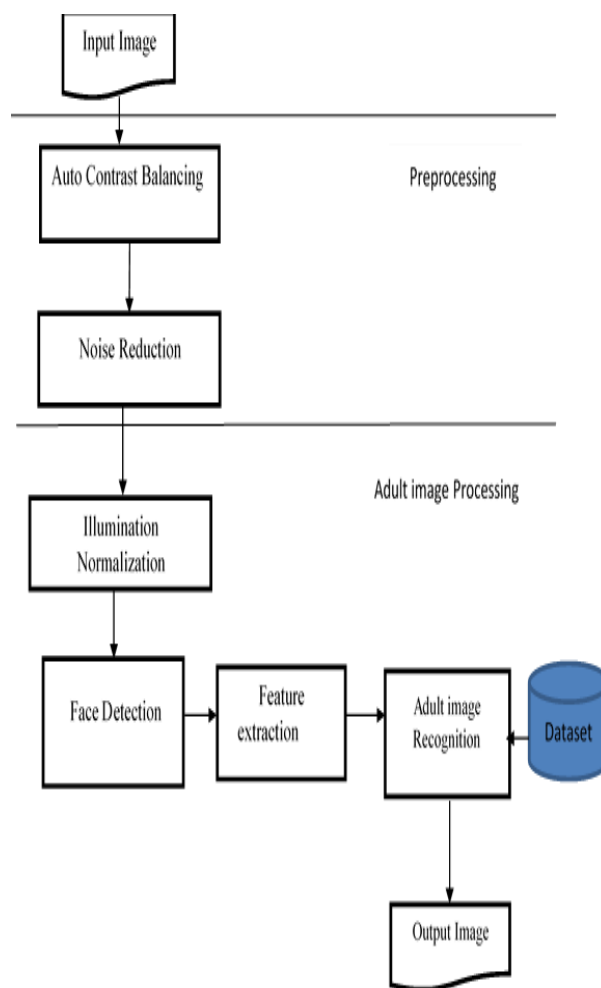 Input Image
Auto Contrast Balancing
Preprocessing
Noise Reduction
Adult image Processing
Illumination
Normalization
Face Detection
Feature
extraction
Adult image
Recognition
Dataset
Output Image